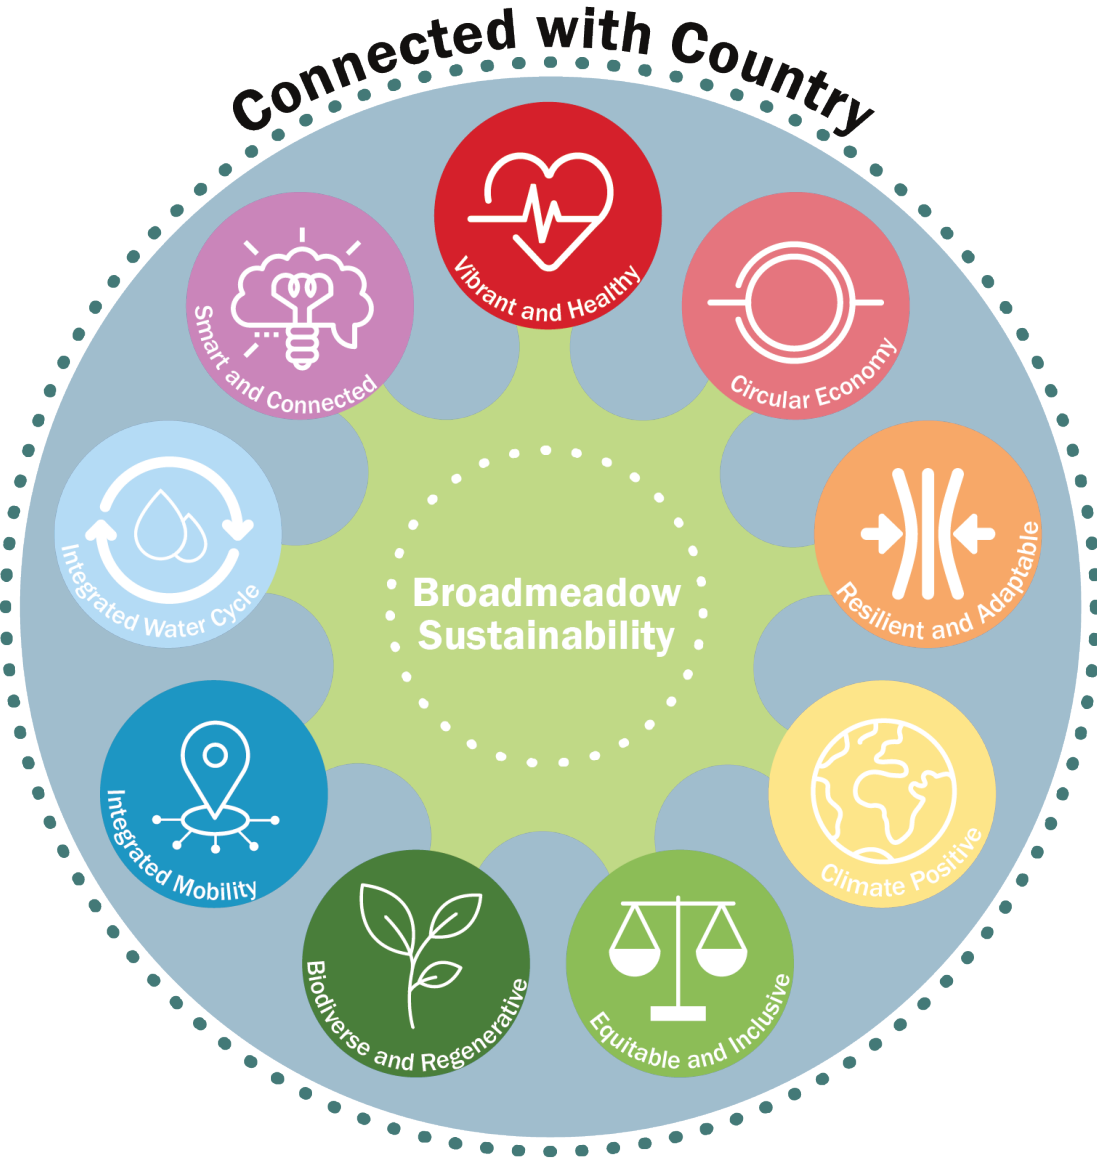 Connected with Country
Vibrant and Healthy
Circular Economy
Resilient and Adaptable
Climate Positive
Equitable and Inclusive
Biodiverse and Regenerative
Integrated Mobility
Integrated Water Cycle
Smart and Connected
Broadmeadow
Sustainability